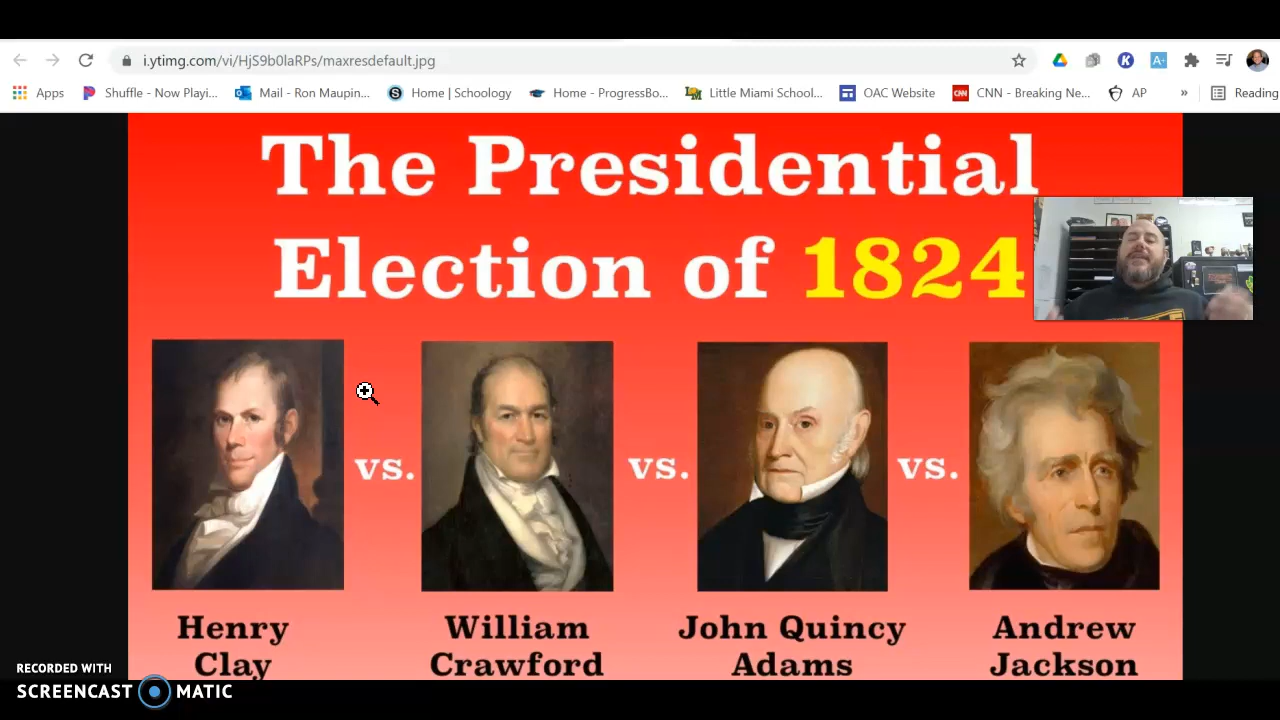 i.ytimg.com/vi/HjS9b0laRPs/maxresdefault.jpg
Apps Shuffle - Now Playi... Mail - Ron Maupin... Home | Schoology Home - ProgressBo... Little Miami School... OAC Website CNN - Breaking Ne... AP » Reading
The Presidential
Election of 1824
vs. vs. vs.
Henry
Clay
William
Crawford
John Quincy
Adams
Andrew
Jackson
RECORDED WITH
SCREENCAST MATIC